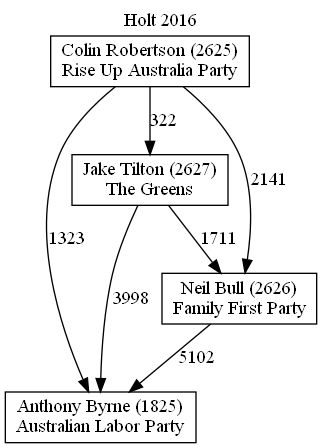 Holt 2016
Colin Robertson (2625)
Rise Up Australia Party
322
Jake Tilton (2627)
The Greens
2141
1323
1711
3998
Neil Bull (2626)
Family First Party
5102
Anthony Byrne (1825)
Australian Labor Party